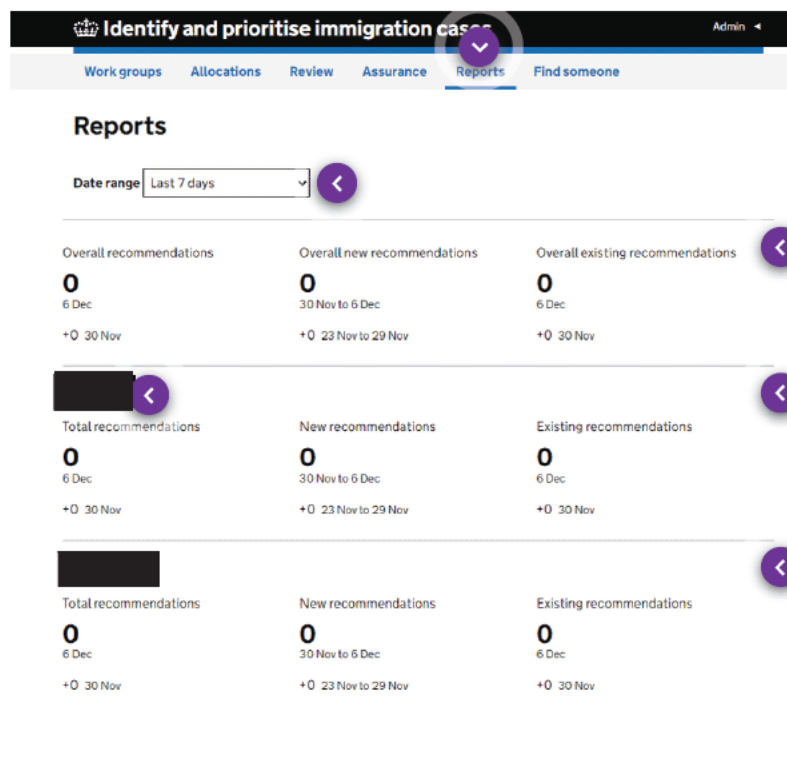 Identify and prioritise immigration cases
Admin
Work groups Allocations Review Assurance Reports Find someone
Reports
Date range Last 7 days
Overall recommendations Overall new recommendations Overall existing recommendations
0 0 0
6 Dec 30 Nov to 6 Dec 6 Dec
+0 30 Nov +0 23 Nov to 29 Nov +0 30 Nov
Total recommendations New recommendations Existing recommendations
0 0 0
6 Dec 30 Nov to 6 Dec 6 Dec
+0 30 Nov +0 23 Nov to 29 Nov +0 30 Nov
Total recommendations New recommendations Existing recommendations
0 0 0
6 Dec 30 Nov to 6 Dec 6 Dec
+0 30 Nov +0 23 Nov to 29 Nov +0 30 Nov